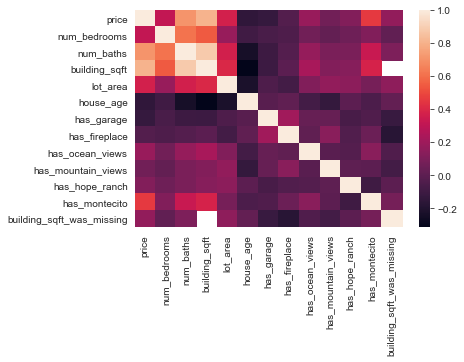 price
num_bedrooms
num_baths
building_sqft
lot_area
house_age
has_garage
has_fireplace
has_ocean_views
has_mountain_views
has_hope_ranch
has_montecito
building_sqft_was_missing
price
num_bedrooms
num_baths
building_sqft
lot_area
house_age
has_garage
has_fireplace
has_ocean_views
has_mountain_views
has_hope_ranch
has_montecito
building_sqft_was_missing
1.0
0.8
0.6
0.4
0.2
0.0
−0.2